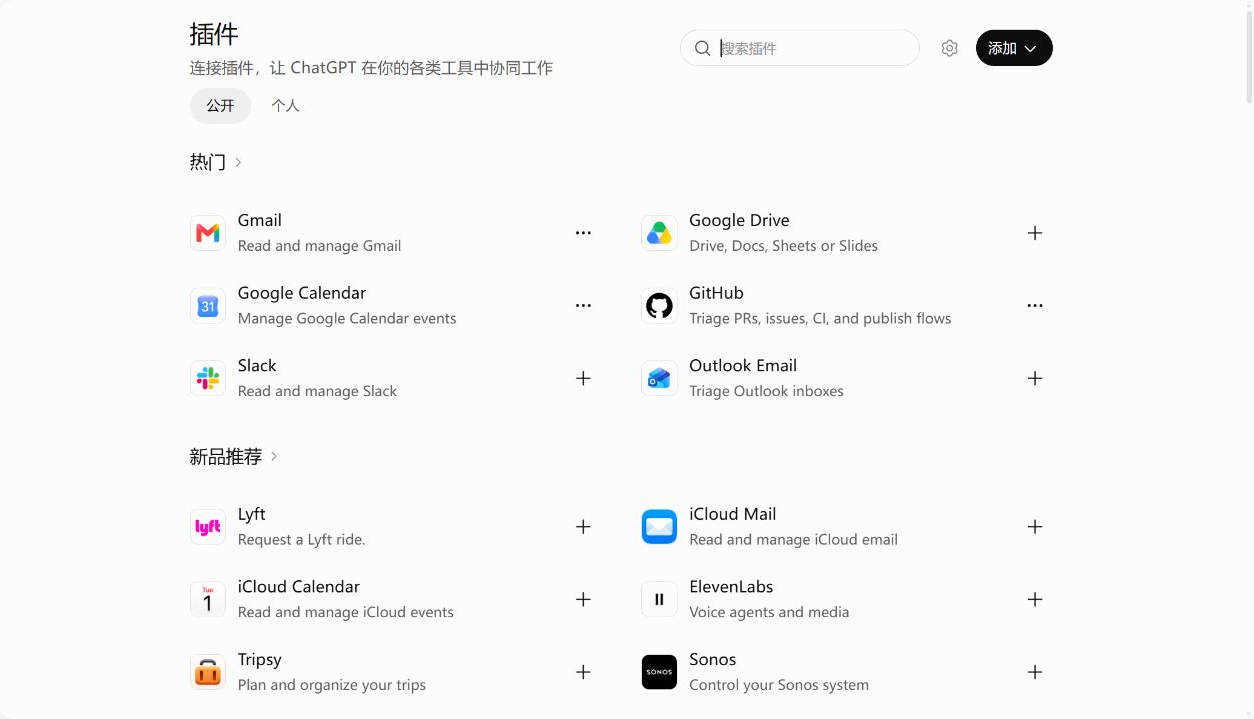 插件
连接插件，让 ChatGPT 在你的各类工具中协同工作
搜索插件
添加
公开
个人
热门
Gmail
Read and manage Gmail
Google Drive
Drive, Docs, Sheets or Slides
31
Google Calendar
Manage Google Calendar events
GitHub
Triage PRs, issues, CI, and publish flows
Slack
Read and manage Slack
Outlook Email
Triage Outlook inboxes
新品推荐
lyft
Lyft
Request a Lyft ride.
iCloud Mail
Read and manage iCloud email
Tue
1
iCloud Calendar
Read and manage iCloud events
ElevenLabs
Voice agents and media
Tripsy
Plan and organize your trips
SONOS
Sonos
Control your Sonos system